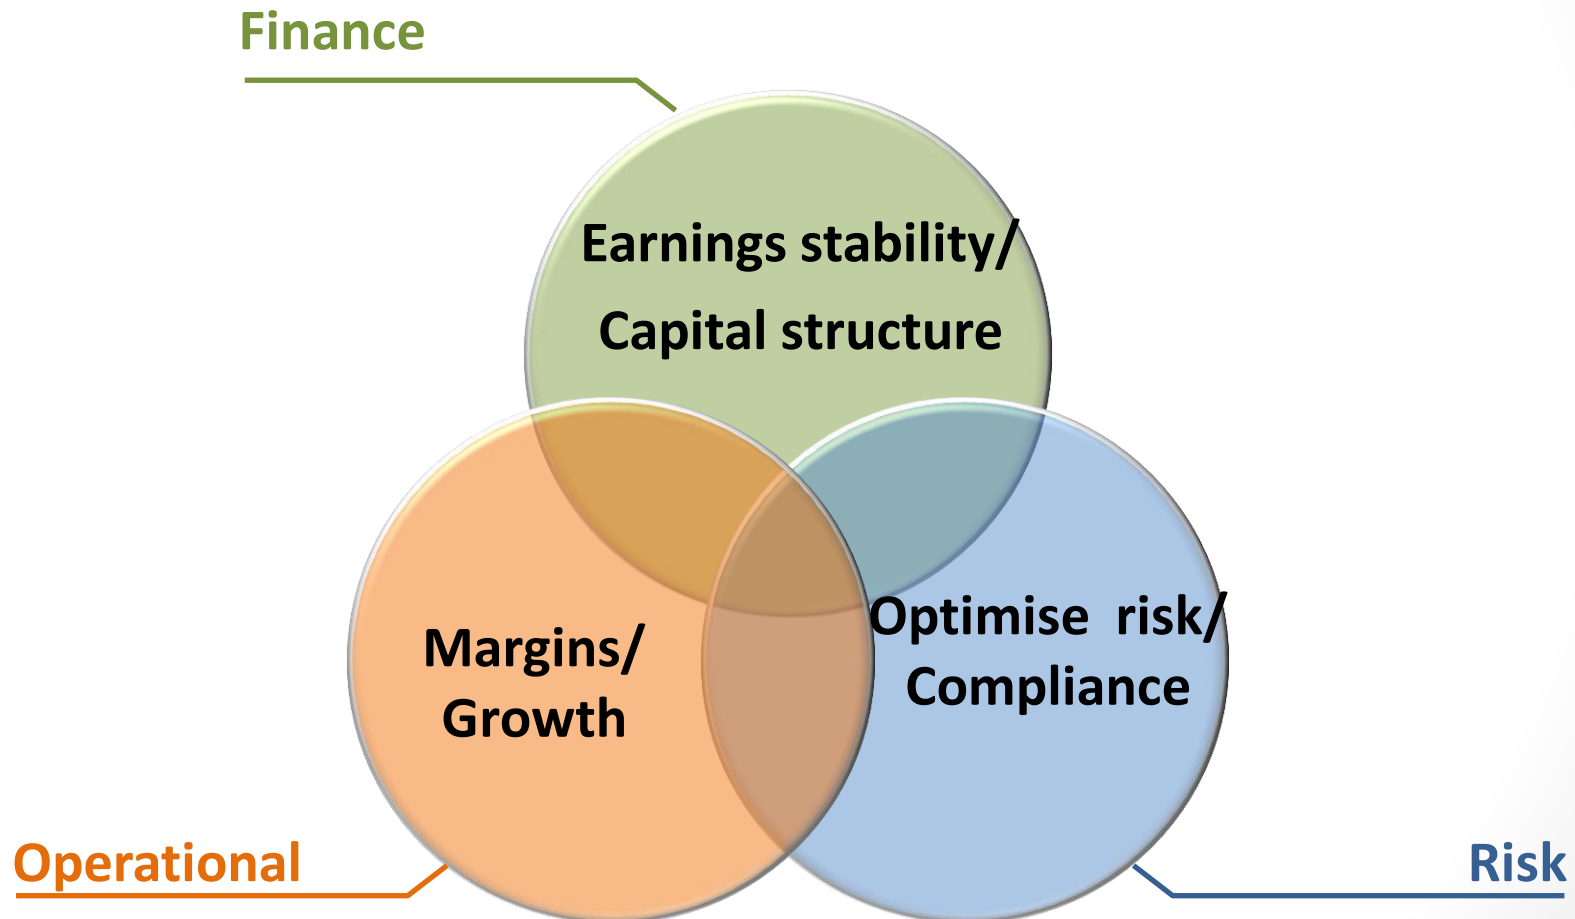 Finance
Earnings stability/
Capital structure
Margins/
Growth
Optimise risk/
Compliance
Operational
Risk